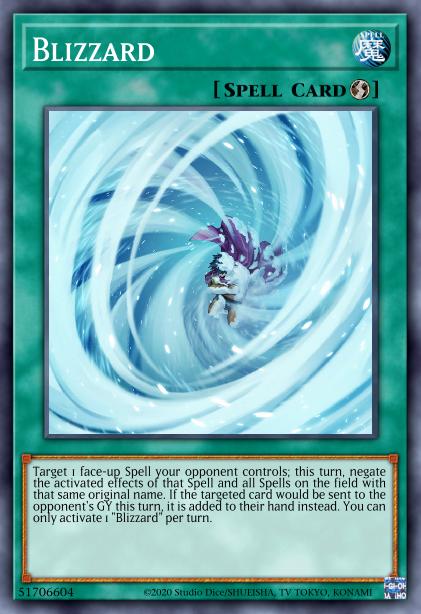 Blizzard
SPELL
魔
[Spell Card]
Target 1 face-up Spell your opponent controls; this turn, negate
the activated effects of that Spell and all Spells on the field with
that same original name. If the targeted card would be sent to the
opponent's GY this turn, it is added to their hand instead. You can
only activate 1 "Blizzard" per turn.
51706604
©2020 Studio Dice/SHUEISHA, TV TOKYO, KONAMI